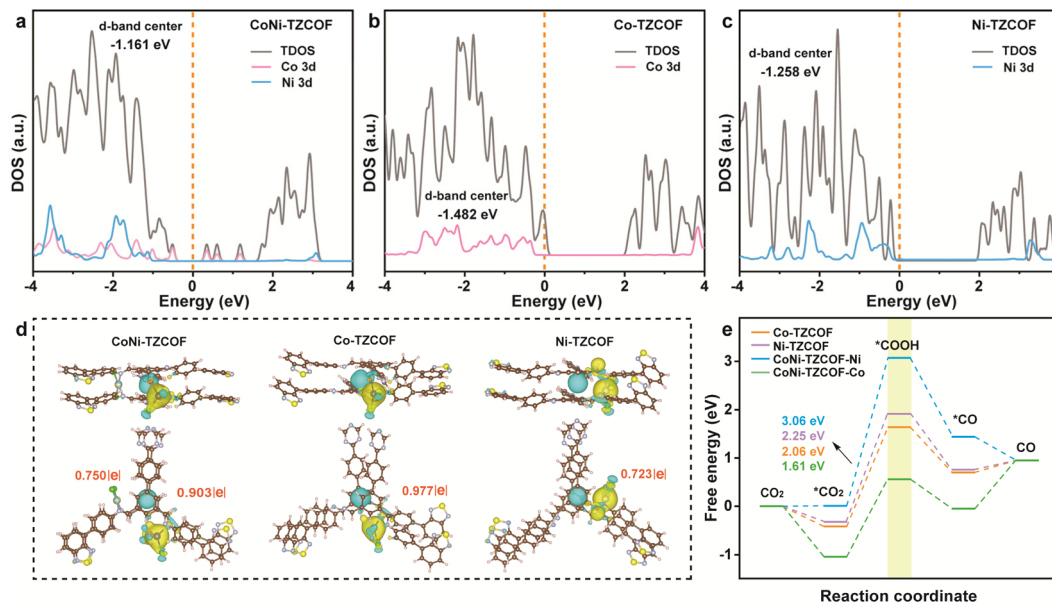 a
CoNi-TZCOF
d-band center
-1.161 eV
TDOS
Co 3d
Ni 3d
DOS (a.u.)
-4 -2 0 2 4
Energy (eV)
b
Co-TZCOF
TDOS
Co 3d
d-band center
-1.482 eV
DOS (a.u.)
-4 -2 0 2 4
Energy (eV)
c
Ni-TZCOF
d-band center
-1.258 eV
TDOS
Ni 3d
DOS (a.u.)
-4 -2 0 2
Energy (eV)
d
CoNi-TZCOF
Co-TZCOF
Ni-TZCOF
0.750|e|
0.903|e|
0.977|e|
0.723|e|
e
Co-TZCOF
Ni-TZCOF
CoNi-TZCOF-Ni
CoNi-TZCOF-Co
*COOH
3.06 eV
2.25 eV
2.06 eV
1.61 eV
CO₂
*CO₂
*CO
CO
Free energy (eV)
3
2
1
0
-1
Reaction coordinate